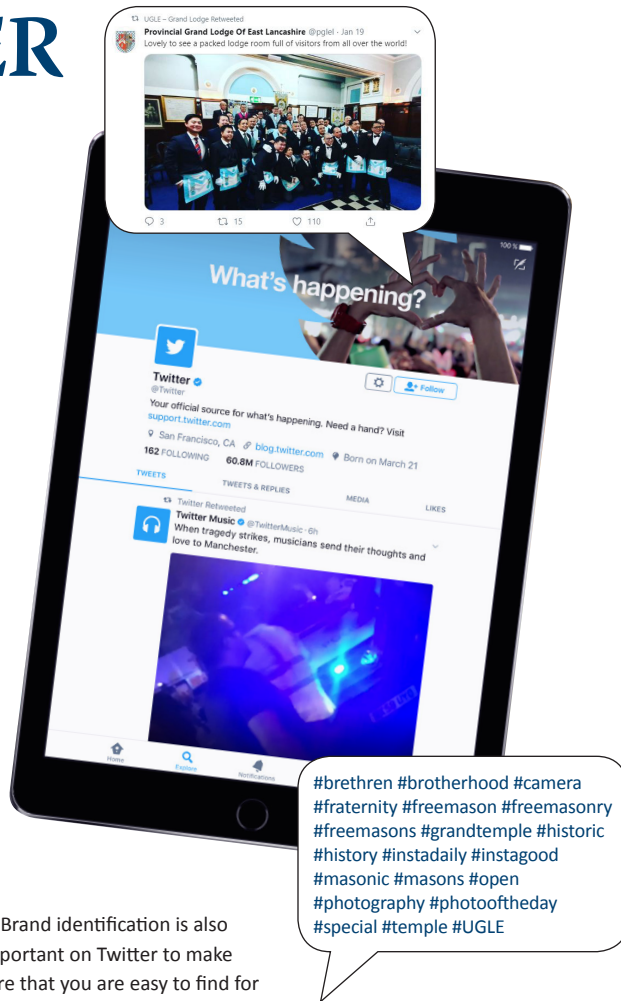 ER
UGLE – Grand Lodge Retweeted
Provincial Grand Lodge Of East Lancashire @pglel · Jan 19
Lovely to see a packed lodge room full of visitors from all over the world!
3 15 110
100 %
What's happening?
Twitter
@Twitter
Follow
Your official source for what's happening. Need a hand? Visit
support.twitter.com
San Francisco, CA blog.twitter.com Born on March 21
162 FOLLOWING 60.8M FOLLOWERS
TWEETS TWEETS & REPLIES MEDIA LIKES
Twitter Retweeted
Twitter Music @TwitterMusic · 6h
When tragedy strikes, musicians send their thoughts and
love to Manchester.
Home Explore Notifications
#brethren #brotherhood #camera
#fraternity #freemason #freemasonry
#freemasons #grandtemple #historic
#history #instadaily #instagood
#masonic #masons #open
#photography #photooftheday
#special #temple #UGLE
Brand identification is also
portant on Twitter to make
re that you are easy to find for